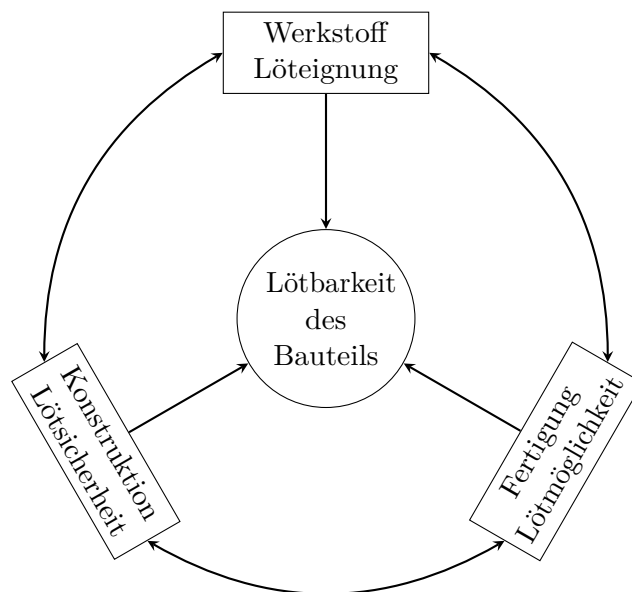 Werkstoff
Löteignung
Lötbarkeit
des
Bauteils
Konstruktion
Lötsicherheit
Fertigung
Lötmöglichkeit